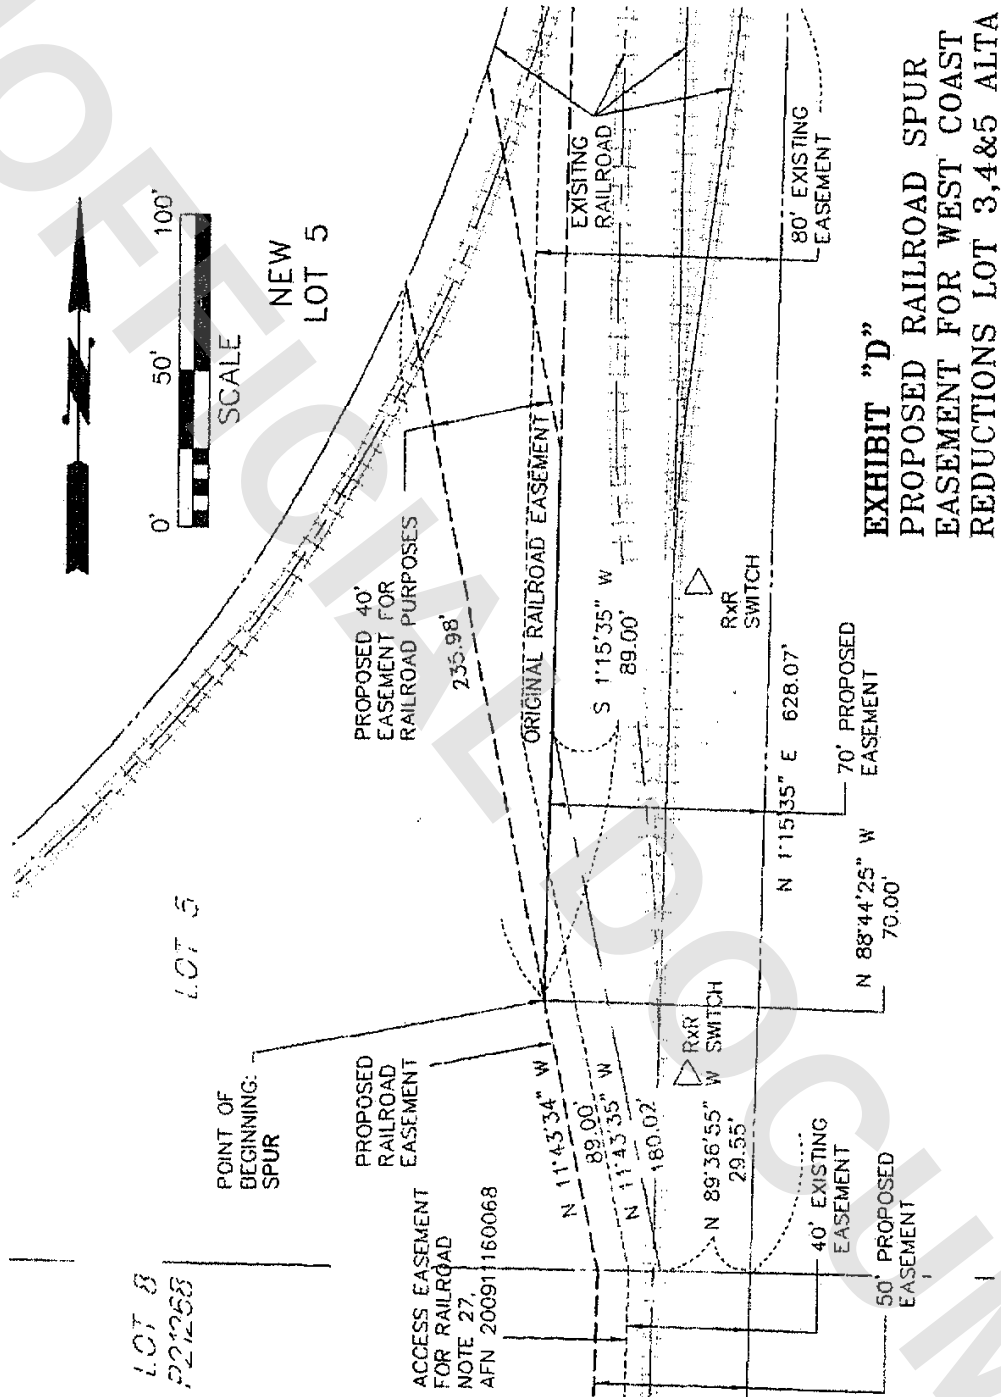 UNOFFICIAL DOCUMENT
LOT 8
P21268
LOT 5
NEW
LOT 5
0' 50' 100'
SCALE
N
POINT OF
BEGINNING:
SPUR
PROPOSED
RAILROAD
EASEMENT
ACCESS EASEMENT
FOR RAILROAD
NOTE 27,
AFN 200911160068
PROPOSED 40'
EASEMENT FOR
RAILROAD PURPOSES
235.98'
ORIGINAL RAILROAD EASEMENT
EXISITNG
RAILROAD
80' EXISTING
EASEMENT
S 1°15'35" W
89.00'
RxR
SWITCH
N 11°43'34" W
89.00'
N 11°43'35" W
180.02'
RxR
SWITCH
N 89°36'55" W
29.55'
40' EXISTING
EASEMENT
50' PROPOSED
EASEMENT
N 1°15'35" E 628.07'
70' PROPOSED
EASEMENT
N 88°44'25" W
70.00'
EXHIBIT "D"
PROPOSED RAILROAD SPUR
EASEMENT FOR WEST COAST
REDUCTIONS LOT 3,4&5 ALTA